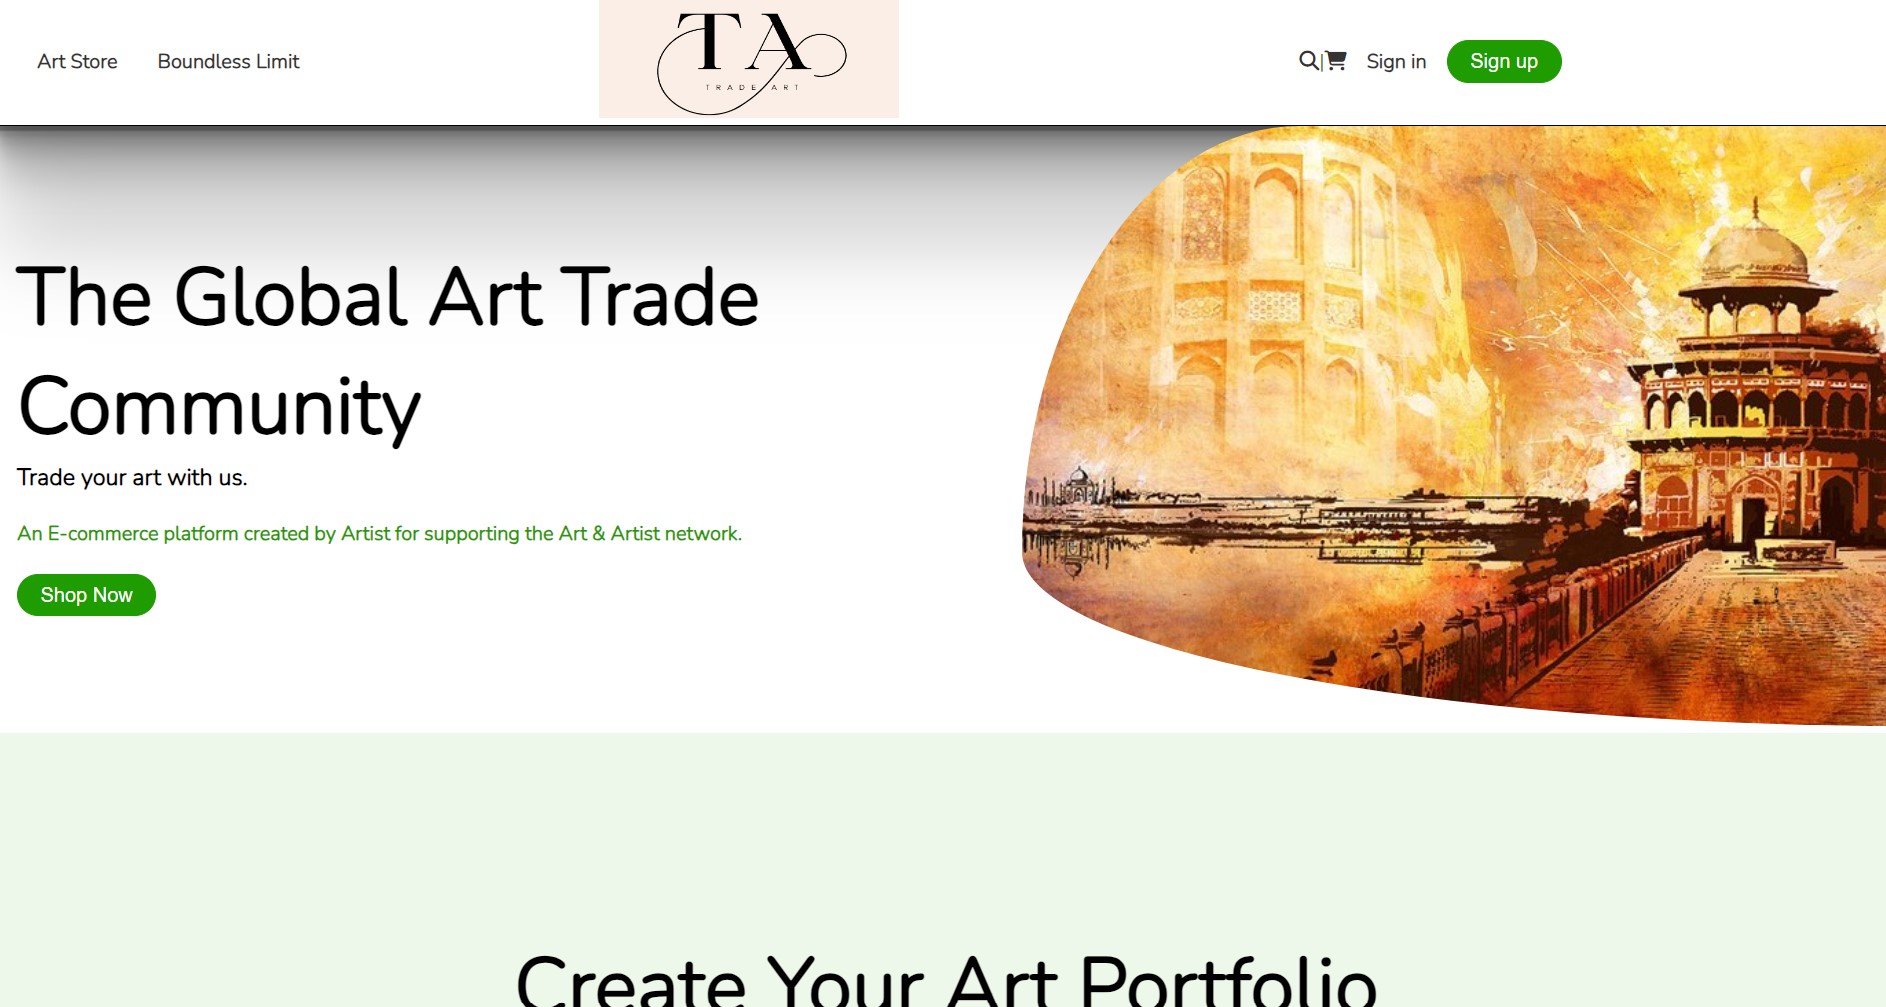 Art Store
Boundless Limit
TA
TRADE ART
Sign in
Sign up
The Global Art Trade
Community
Trade your art with us.
An E-commerce platform created by Artist for supporting the Art & Artist network.
Shop Now
Create Your Art Portfolio